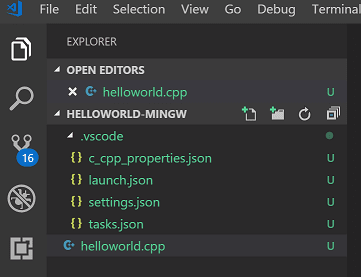 File Edit Selection View Go Debug Terminal
EXPLORER
OPEN EDITORS
helloworld.cpp U
HELLOWORLD-MINGW
.vscode
{ } c_cpp_properties.json U
{ } launch.json U
16
{ } settings.json U
{ } tasks.json U
helloworld.cpp U